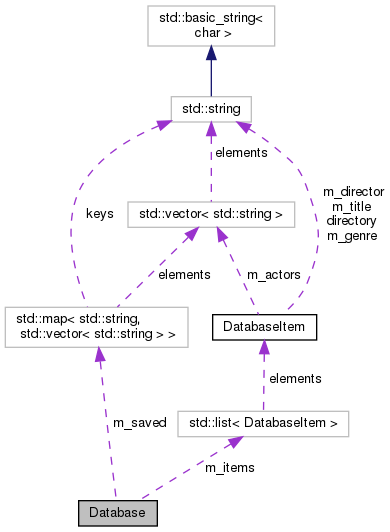 std::basic_string<
char >
std::string
elements
m_director
m_title
directory
m_genre
keys
std::vector< std::string >
elements
m_actors
std::map< std::string,
std::vector< std::string > >
DatabaseItem
elements
m_saved
std::list< DatabaseItem >
m_items
Database